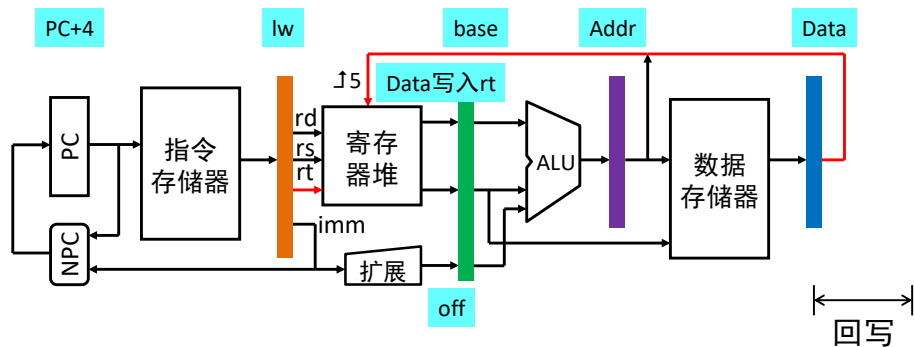 PC+4
lw
base
Addr
Data
↥5
Data写入rt
PC
指令
存储器
rd
rs
rt
寄存
器堆
ALU
数据
存储器
imm
NPC
扩展
off
回写